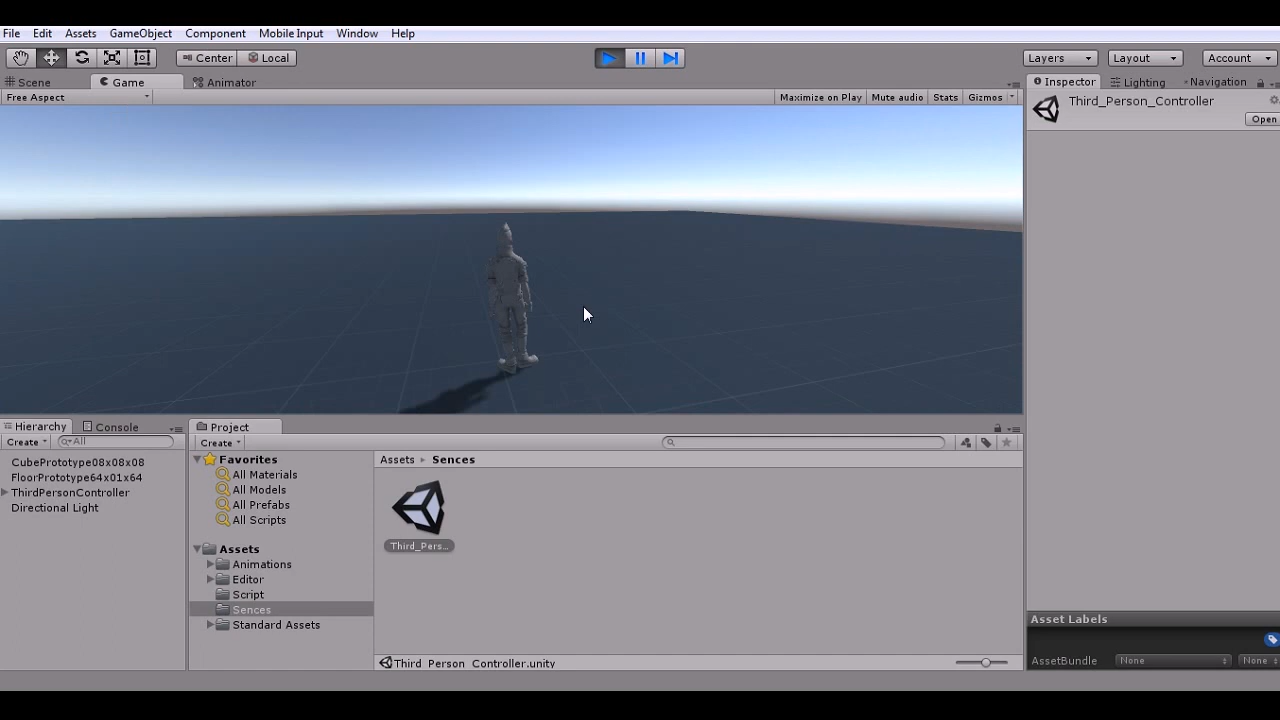 File Edit Assets GameObject Component Mobile Input Window Help
Center Local Layers Layout Account
Scene Game Animator Inspector Lighting Navigation
Free Aspect Maximize on Play Mute audio Stats Gizmos
Third_Person_Controller
Open
Hierarchy Console Project
Create All Create
Assets Sences
CubePrototype08x08x08
FloorPrototype64x01x64
ThirdPersonController
Directional Light
Favorites
All Materials
All Models
All Prefabs
All Scripts
Assets
Animations
Editor
Script
Sences
Standard Assets
Third_Pers...
Third_Person_Controller.unity
Asset Labels
AssetBundle None None